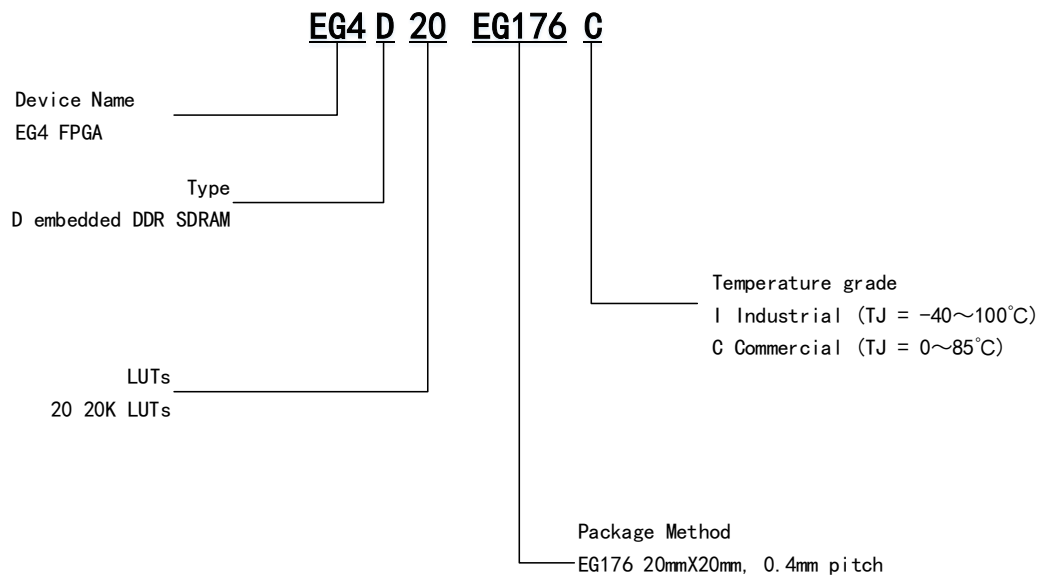 EG4 D 20 EG176 C
Device Name
EG4 FPGA
Type
D embedded DDR SDRAM
Temperature grade
I Industrial (TJ = -40～100℃)
C Commercial (TJ = 0～85℃)
LUTs
20 20K LUTs
Package Method
EG176 20mmX20mm, 0.4mm pitch